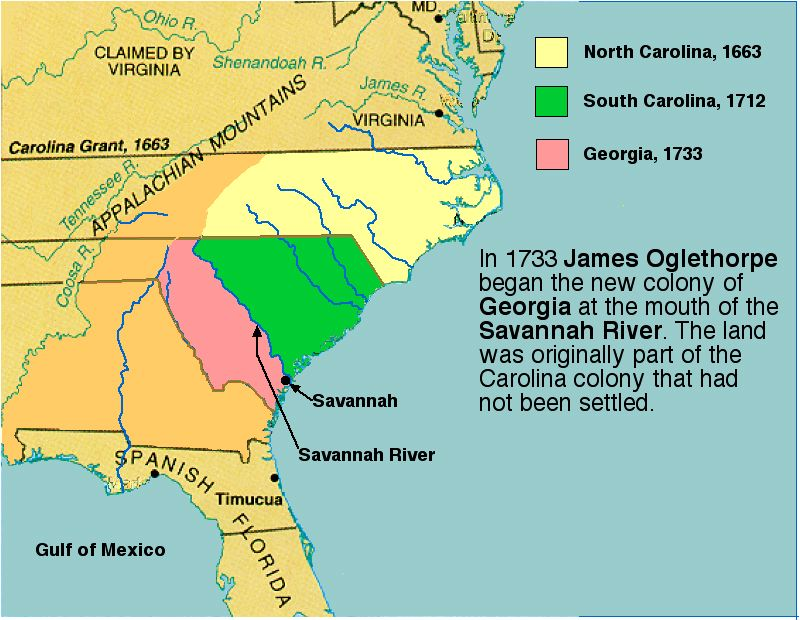 MD.
D.
Ohio R.
CLAIMED BY
VIRGINIA
Shenandoah R.
James R.
VIRGINIA
Carolina Grant, 1663
APPALACHIAN MOUNTAINS
Tennessee R.
Coosa R.
North Carolina, 1663
South Carolina, 1712
Georgia, 1733
In 1733 James Oglethorpe
began the new colony of
Georgia at the mouth of the
Savannah River. The land
was originally part of the
Carolina colony that had
not been settled.
Savannah
Savannah River
SPANISH
FLORIDA
Timucua
Gulf of Mexico